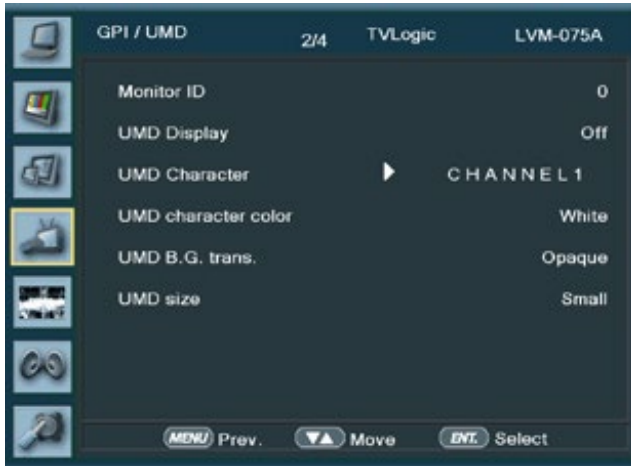 GPI / UMD 2/4 TVLogic LVM-075A
Monitor ID 0
UMD Display Off
UMD Character CHANNEL1
UMD character color White
UMD B.G. trans. Opaque
UMD size Small
MENU Prev. ▼▲ Move ENT. Select